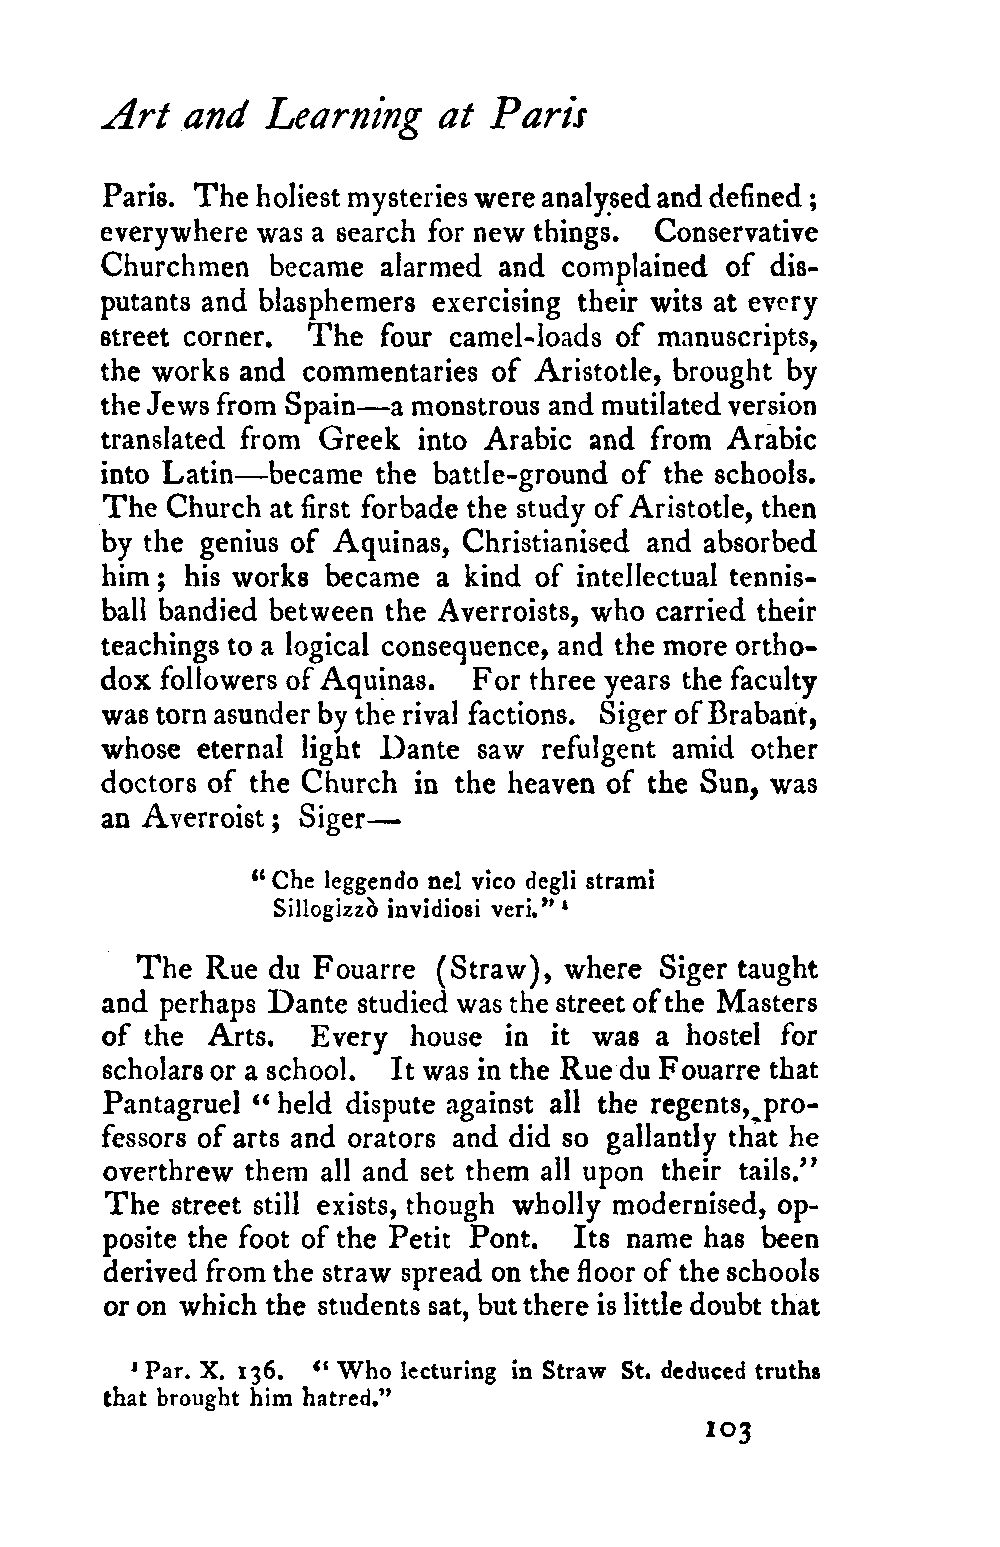 Art and Learning at Paris
Paris. The holiest mysteries were analysed and defined ;
everywhere was a search for new things. Conservative
Churchmen became alarmed and complained of dis-
putants and blasphemers exercising their wits at every
street corner. The four camel-loads of manuscripts,
the works and commentaries of Aristotle, brought by
the Jews from Spain—a monstrous and mutilated version
translated from Greek into Arabic and from Arabic
into Latin—became the battle-ground of the schools.
The Church at first forbade the study of Aristotle, then
by the genius of Aquinas, Christianised and absorbed
him ; his works became a kind of intellectual tennis-
ball bandied between the Averroists, who carried their
teachings to a logical consequence, and the more ortho-
dox followers of Aquinas. For three years the faculty
was torn asunder by the rival factions. Siger of Brabant,
whose eternal light Dante saw refulgent amid other
doctors of the Church in the heaven of the Sun, was
an Averroist ; Siger—
“ Che leggendo nel vico degli strami
Sillogizzò invidiosi veri.” ¹
The Rue du Fouarre (Straw), where Siger taught
and perhaps Dante studied was the street of the Masters
of the Arts. Every house in it was a hostel for
scholars or a school. It was in the Rue du Fouarre that
Pantagruel “ held dispute against all the regents, pro-
fessors of arts and orators and did so gallantly that he
overthrew them all and set them all upon their tails.”
The street still exists, though wholly modernised, op-
posite the foot of the Petit Pont. Its name has been
derived from the straw spread on the floor of the schools
or on which the students sat, but there is little doubt that
¹ Par. X. 136. “ Who lecturing in Straw St. deduced truths
that brought him hatred.”
103